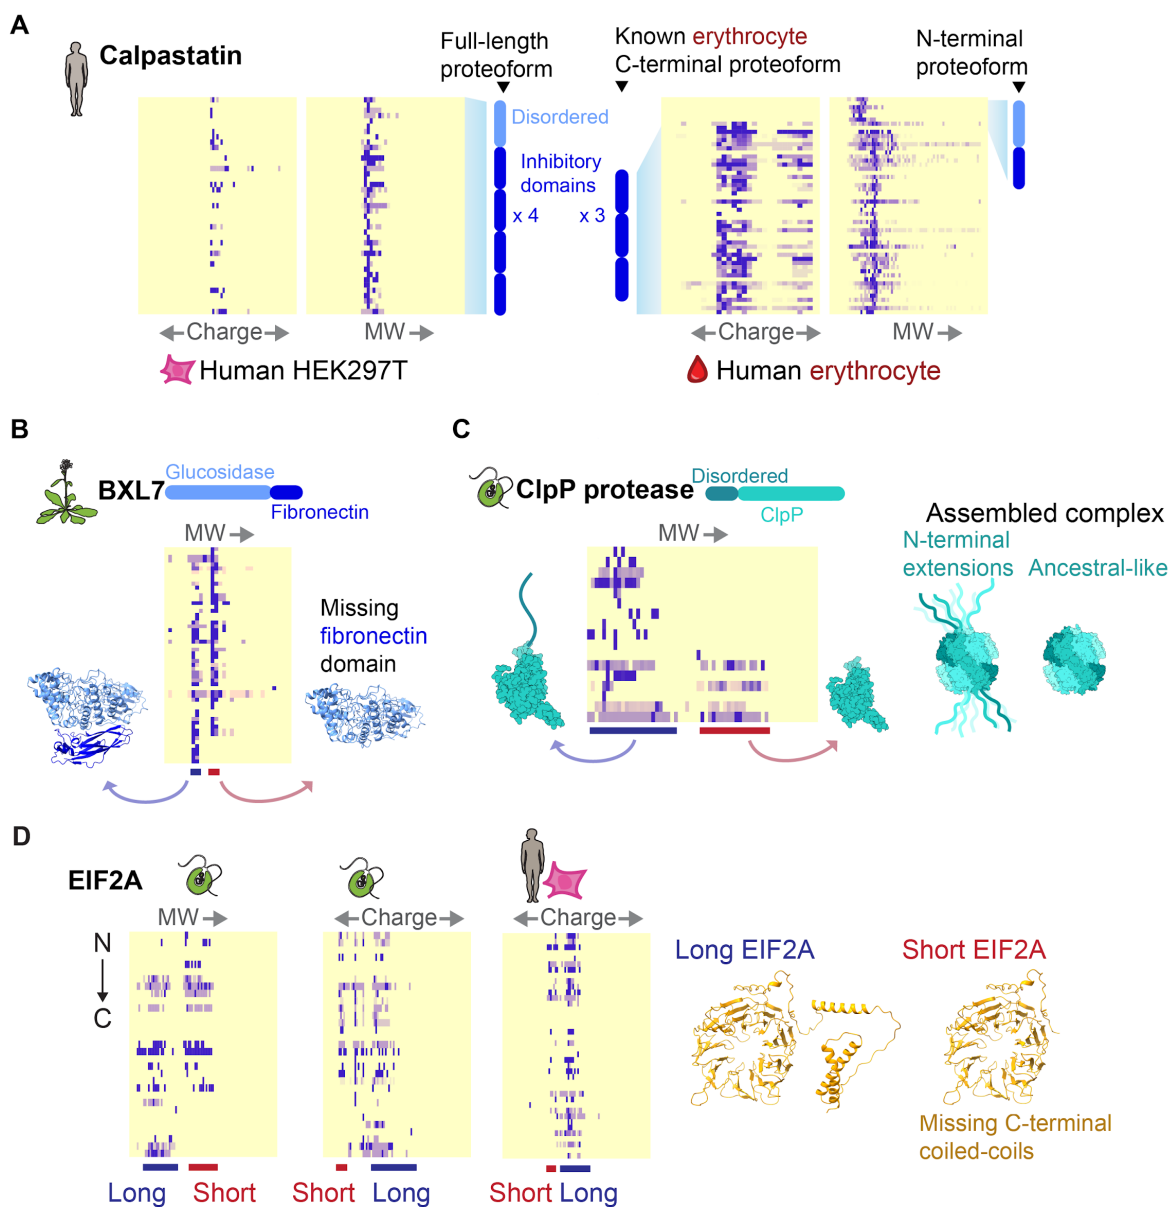 A
Calpastatin
Full-length
proteoform
Known erythrocyte
C-terminal proteoform
N-terminal
proteoform
Disordered
Inhibitory
domains
x 4
x 3
Charge
MW
Charge
MW
Human HEK297T
Human erythrocyte
B
BXL7
Glucosidase
Fibronectin
MW
Missing
fibronectin
domain
C
ClpP protease
Disordered
ClpP
MW
Assembled complex
N-terminal
extensions
Ancestral-like
D
EIF2A
MW
Charge
Charge
N
C
Long
Short
Short
Long
Short
Long
Long EIF2A
Short EIF2A
Missing C-terminal
coiled-coils